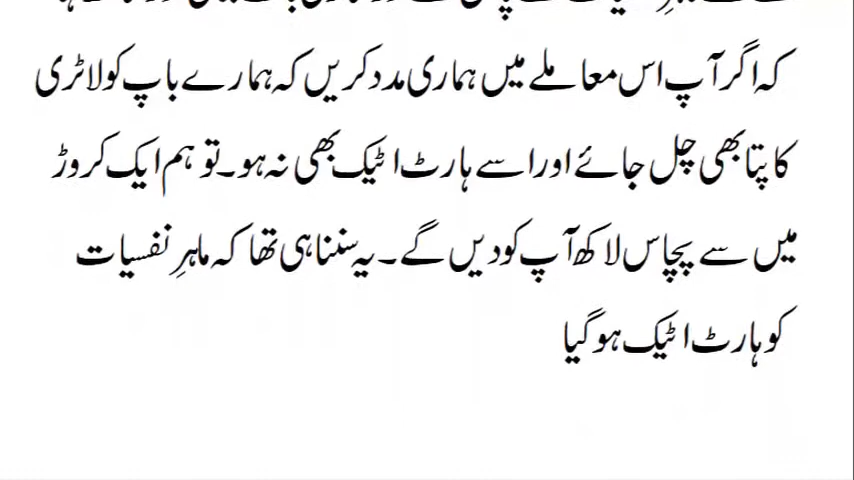 کہ اگر آپ اس معاملے میں ہماری مدد کریں کہ ہمارے باپ کو لاٹری
کا پتا بھی چل جائے اور اسے ہارٹ اٹیک بھی نہ ہو۔ تو ہم ایک کروڑ
میں سے پچاس لاکھ آپ کو دیں گے۔ یہ سننا ہی تھا کہ ماہرِ نفسیات
کو ہارٹ اٹیک ہو گیا